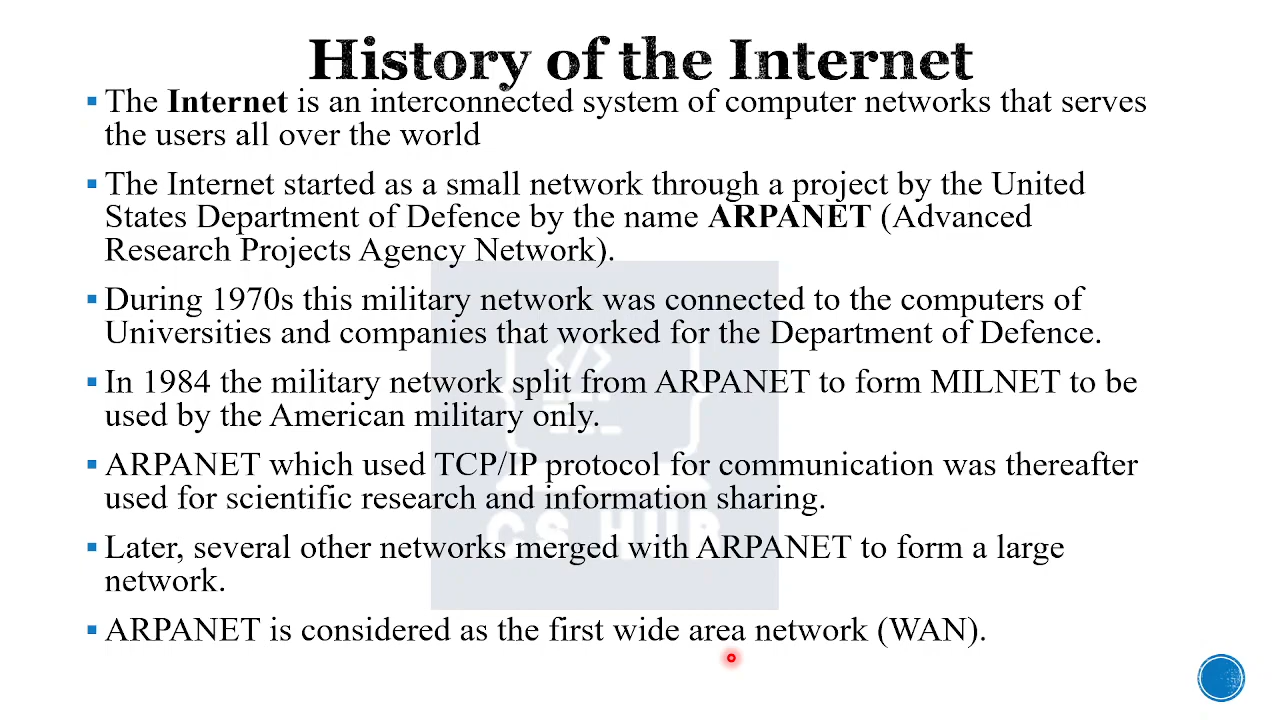 History of the Internet
▪ The Internet is an interconnected system of computer networks that serves
the users all over the world
▪ The Internet started as a small network through a project by the United
States Department of Defence by the name ARPANET (Advanced
Research Projects Agency Network).
▪ During 1970s this military network was connected to the computers of
Universities and companies that worked for the Department of Defence.
▪ In 1984 the military network split from ARPANET to form MILNET to be
used by the American military only.
▪ ARPANET which used TCP/IP protocol for communication was thereafter
used for scientific research and information sharing.
▪ Later, several other networks merged with ARPANET to form a large
network.
▪ ARPANET is considered as the first wide area network (WAN).
CS HUB